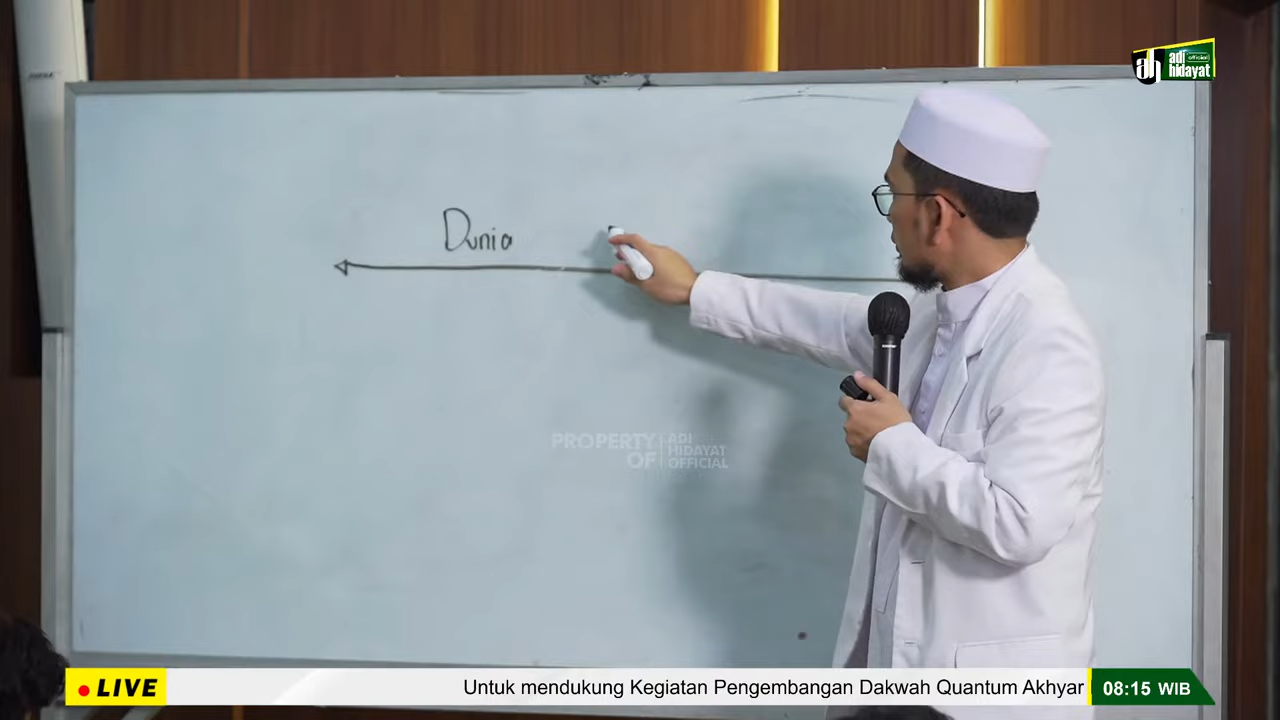 ah
adi
official
hidayat
Dunia
PROPERTY
OF
ADI
HIDAYAT
OFFICIAL
LIVE
Untuk mendukung Kegiatan Pengembangan Dakwah Quantum Akhyar
08:15 WIB